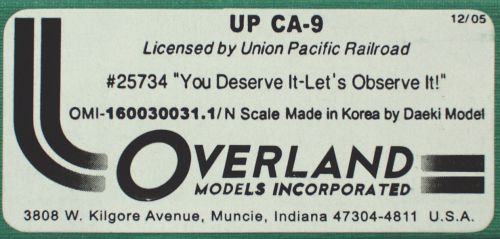 UP CA-9
12/05
Licensed by Union Pacific Railroad
#25734 "You Deserve It-Let's Observe It!"
OMI-160030031.1/N Scale Made in Korea by Daeki Model
OVERLAND
MODELS INCORPORATED
3808 W. Kilgore Avenue, Muncie, Indiana 47304-4811 U.S.A.